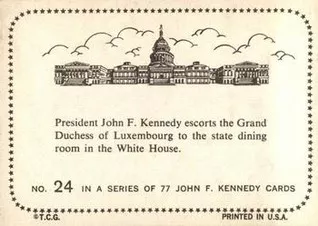 President John F. Kennedy escorts the Grand
Duchess of Luxembourg to the state dining
room in the White House.
NO. 24 IN A SERIES OF 77 JOHN F. KENNEDY CARDS
©T.C.G.
PRINTED IN U.S.A.